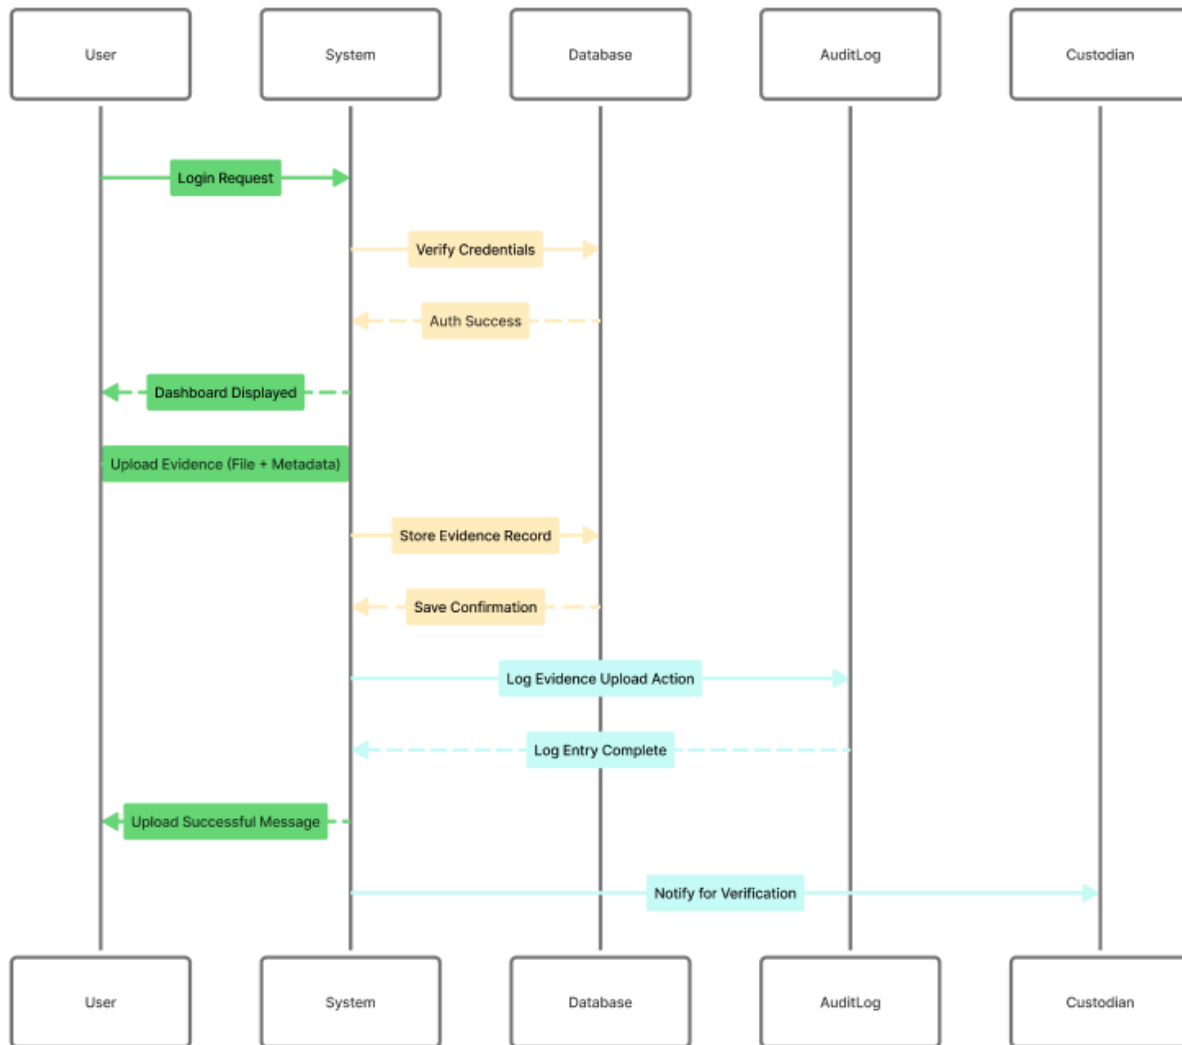 User
System
Database
AuditLog
Custodian
Login Request
Verify Credentials
Auth Success
Dashboard Displayed
Upload Evidence (File + Metadata)
Store Evidence Record
Save Confirmation
Log Evidence Upload Action
Log Entry Complete
Upload Successful Message
Notify for Verification
User
System
Database
AuditLog
Custodian